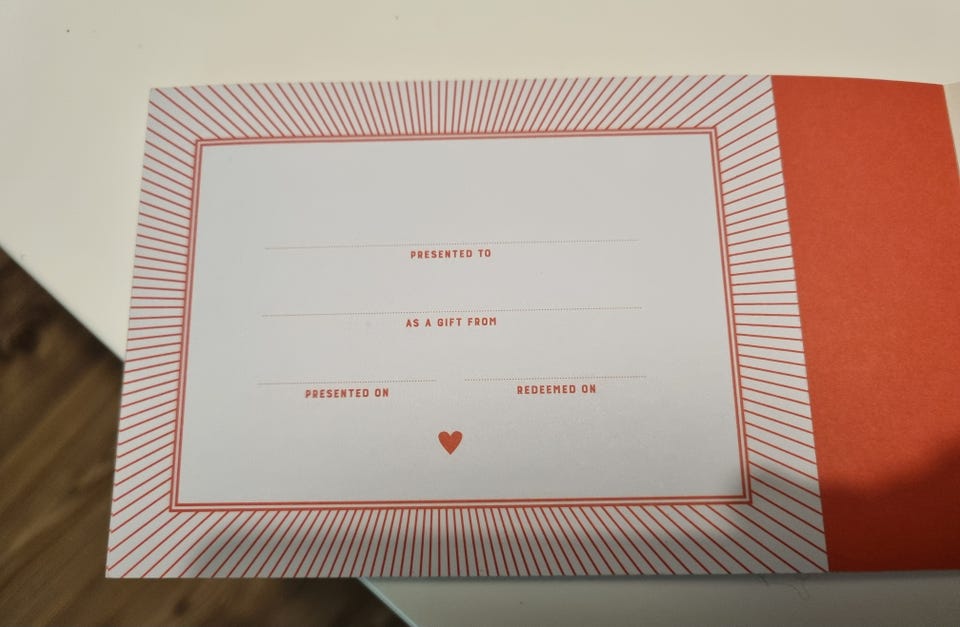 PRESENTED TO
AS A GIFT FROM
PRESENTED ON
REDEEMED ON